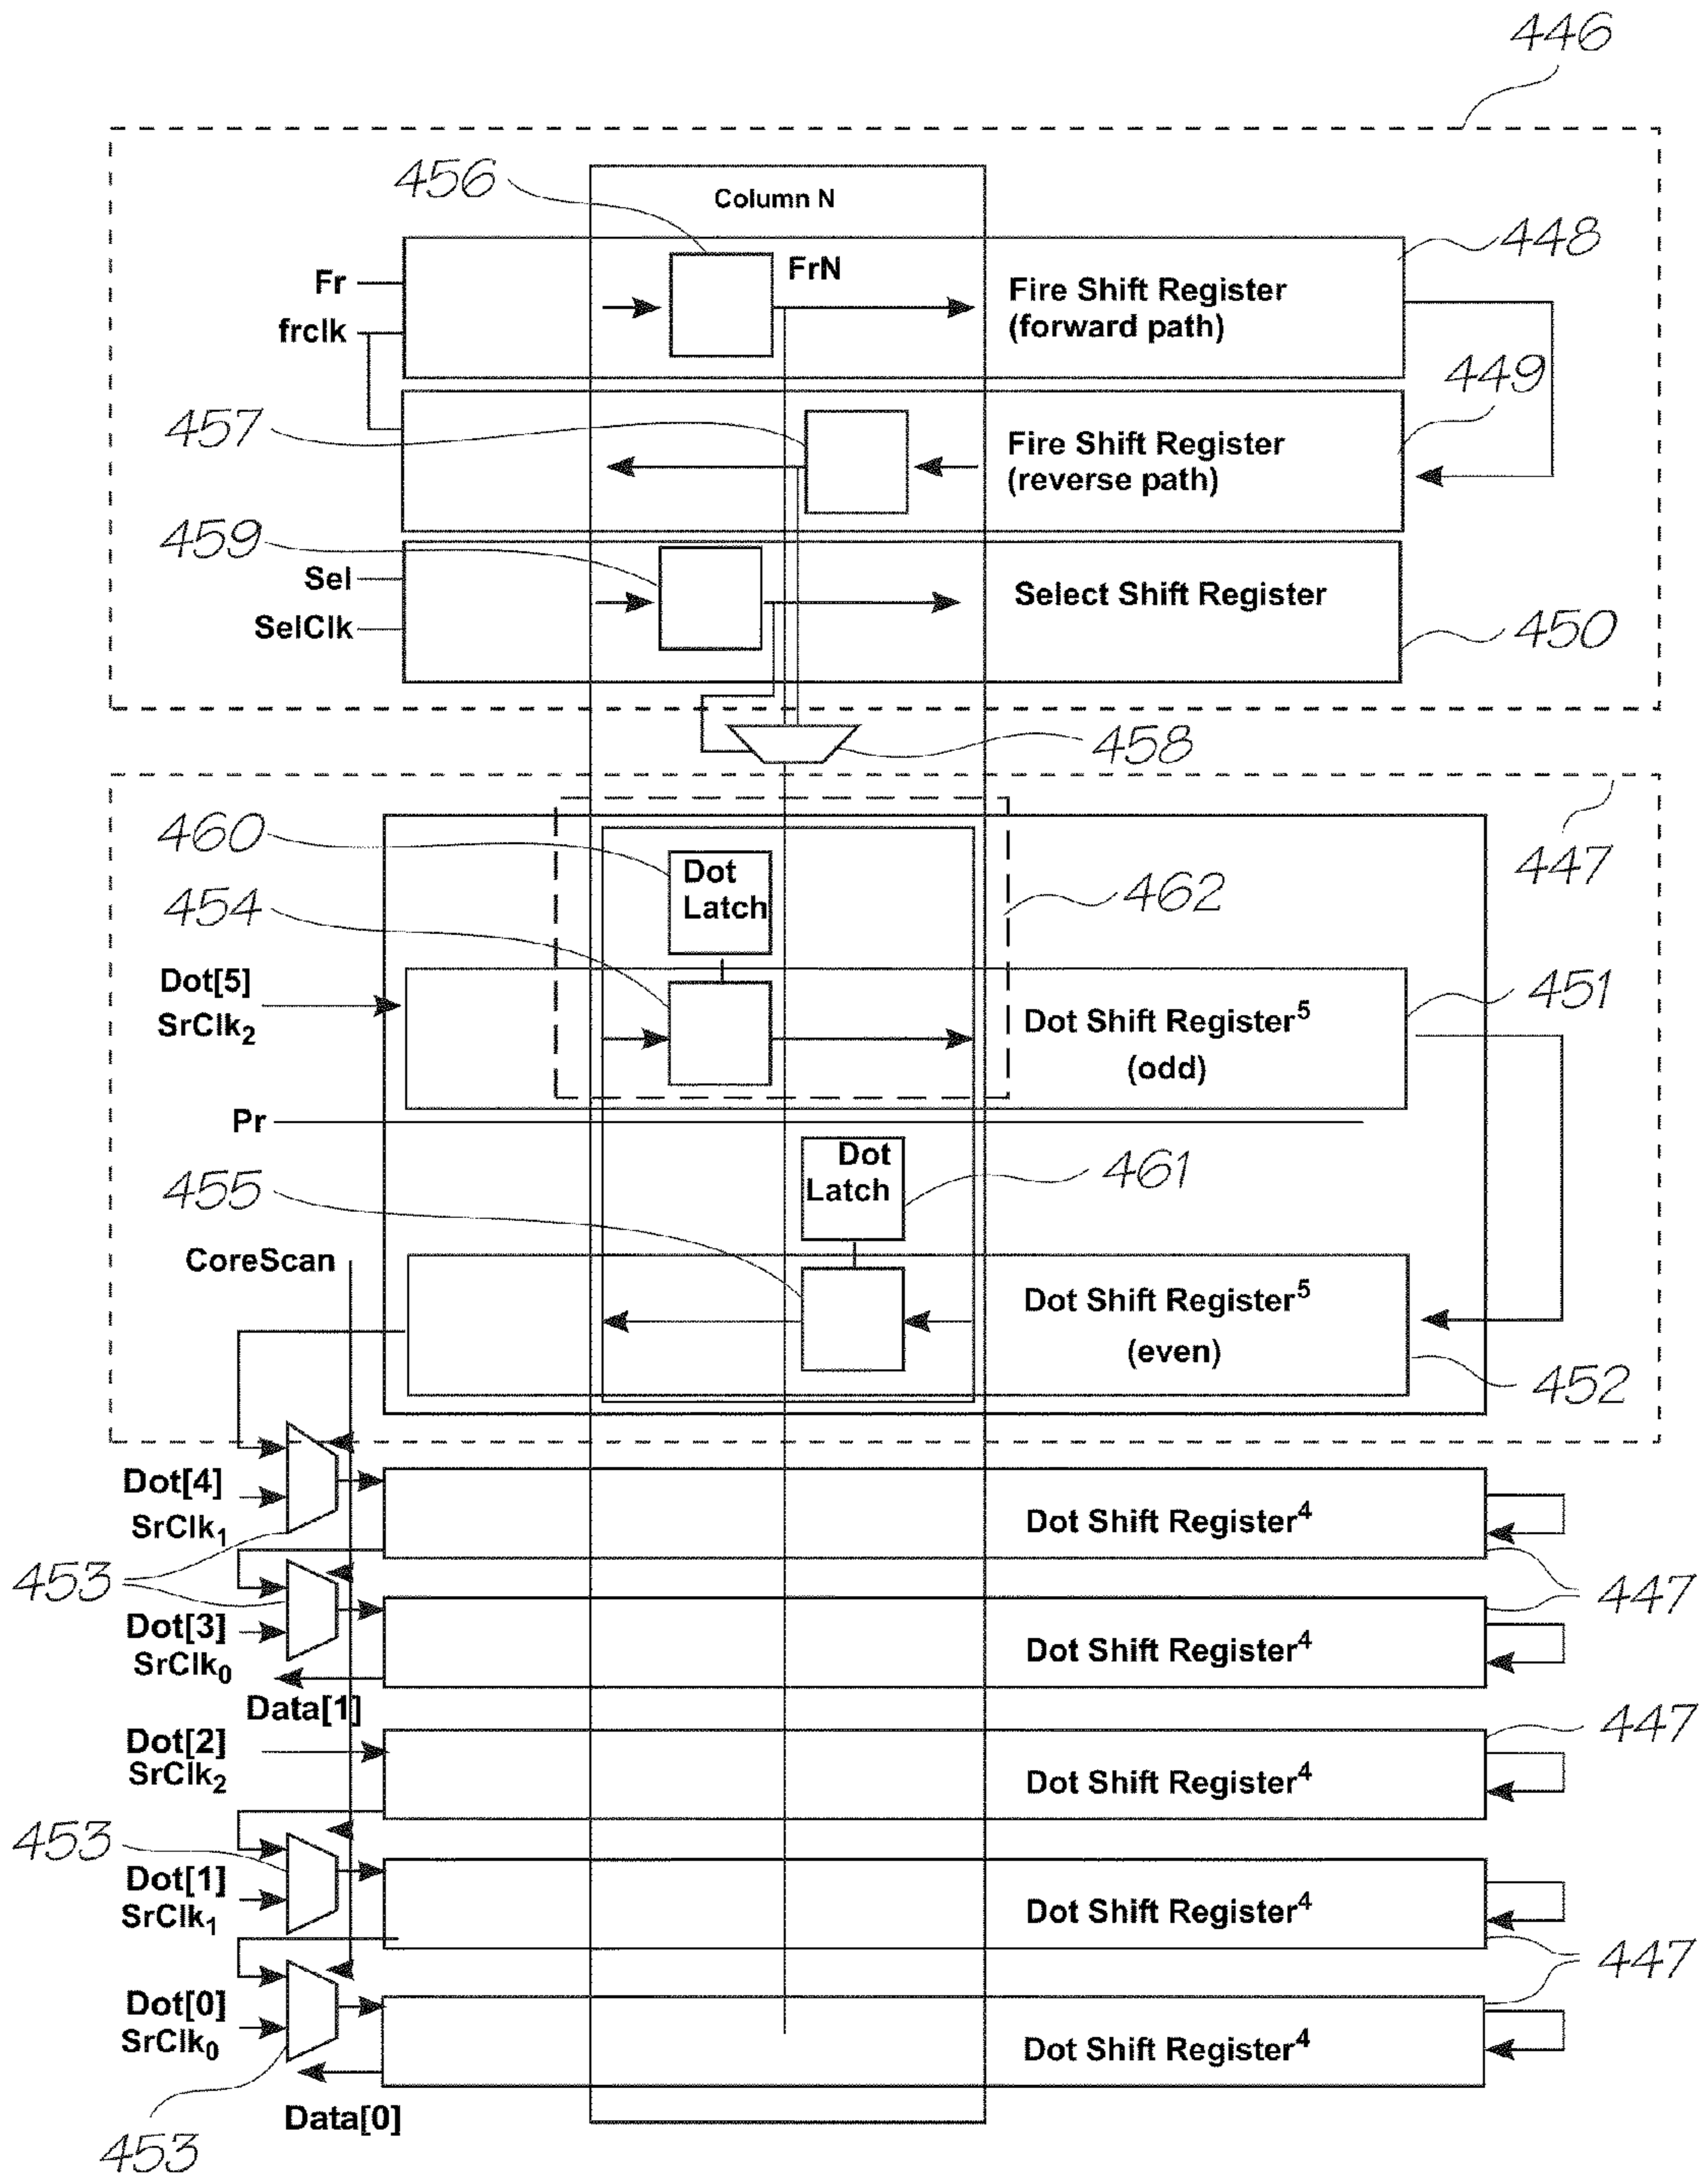 446
456
Column N
448
Fr
FrN
Fire Shift Register
(forward path)
frclk
449
457
Fire Shift Register
(reverse path)
459
Sel
Select Shift Register
SelClk
450
458
460
Dot
Latch
447
462
454
Dot[5]
SrClk₂
451
Dot Shift Register⁵
(odd)
Pr
Dot
Latch
461
455
CoreScan
Dot Shift Register⁵
(even)
452
Dot[4]
SrClk₁
Dot Shift Register⁴
453
447
Dot[3]
SrClk₀
Dot Shift Register⁴
Data[1]
447
Dot[2]
SrClk₂
Dot Shift Register⁴
453
Dot[1]
SrClk₁
Dot Shift Register⁴
447
Dot[0]
SrClk₀
Dot Shift Register⁴
Data[0]
453